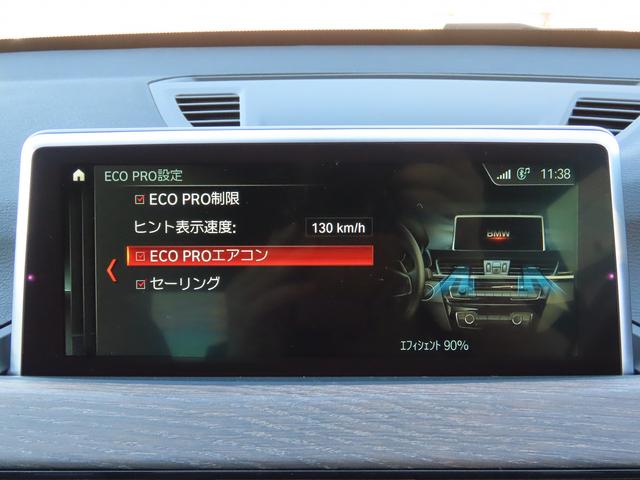 ECO PRO設定
11:38
ECO PRO制限
ヒント表示速度: 130 km/h
ECO PROエアコン
セーリング
BMW
エフィシェント 90%